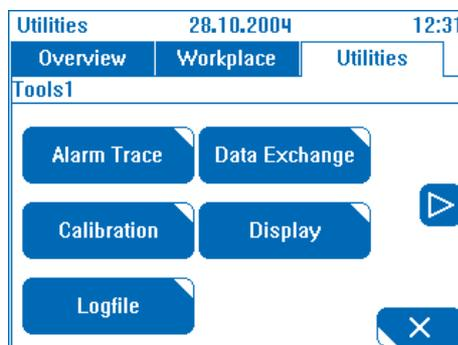 Utilities 28.10.2004 12:31
Overview Workplace Utilities
Tools1
Alarm Trace Data Exchange
Calibration Display
Logfile